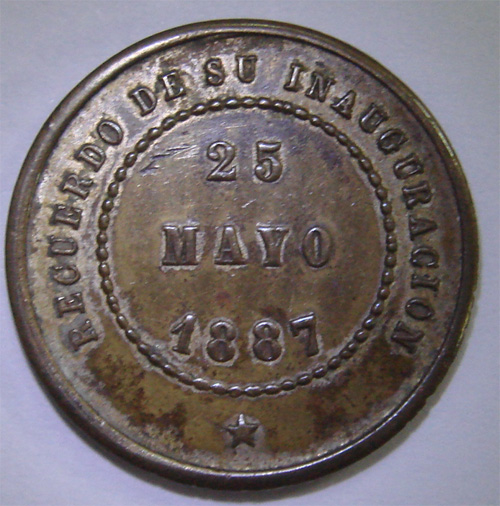 RECUERDO DE SU INAUGURACION
25
MAYO
1887